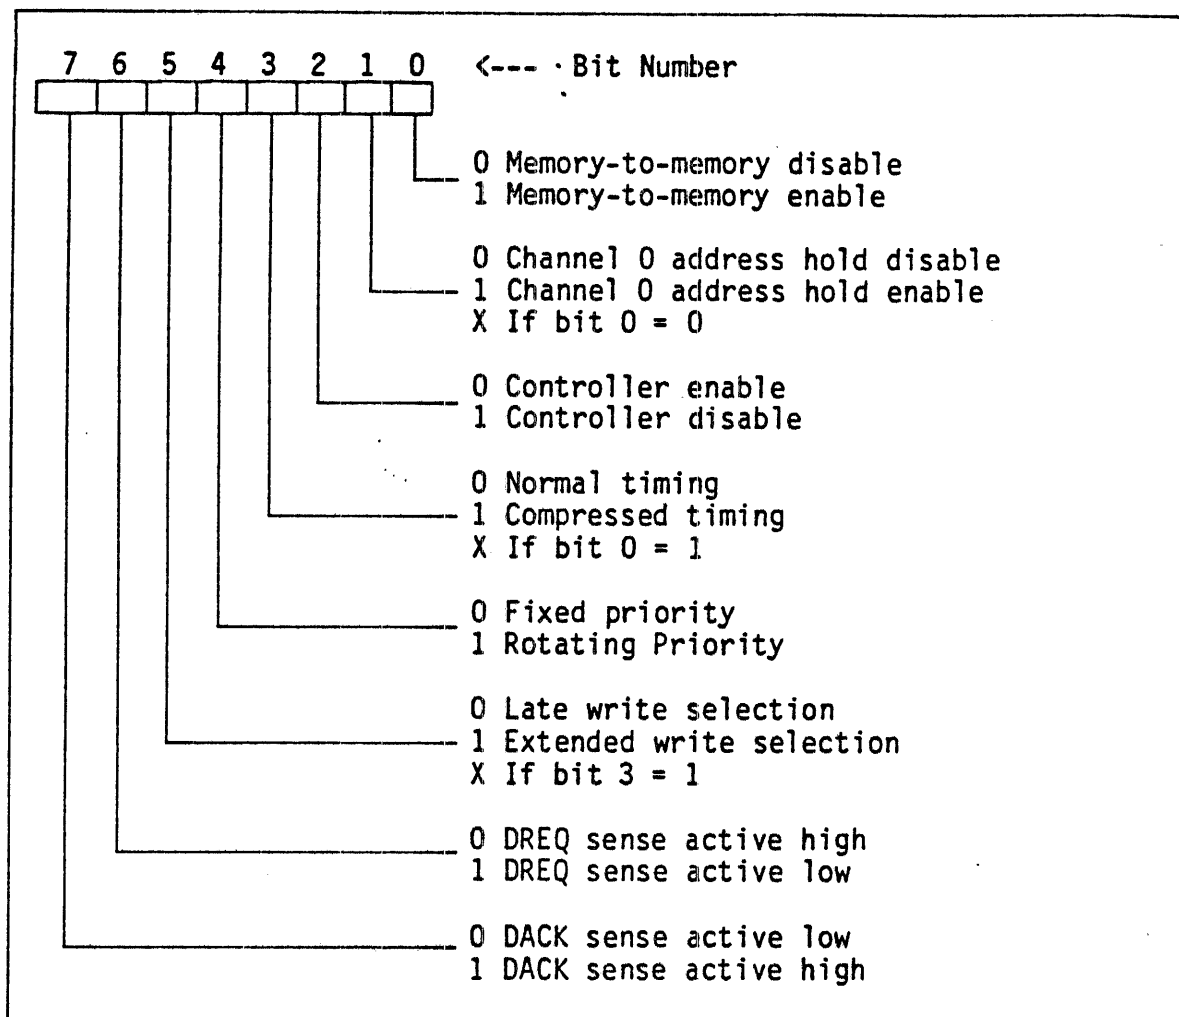 7 6 5 4 3 2 1 0 <--- Bit Number
0 Memory-to-memory disable
1 Memory-to-memory enable
0 Channel 0 address hold disable
1 Channel 0 address hold enable
X If bit 0 = 0
0 Controller enable
1 Controller disable
0 Normal timing
1 Compressed timing
X If bit 0 = 1
0 Fixed priority
1 Rotating Priority
0 Late write selection
1 Extended write selection
X If bit 3 = 1
0 DREQ sense active high
1 DREQ sense active low
0 DACK sense active low
1 DACK sense active high